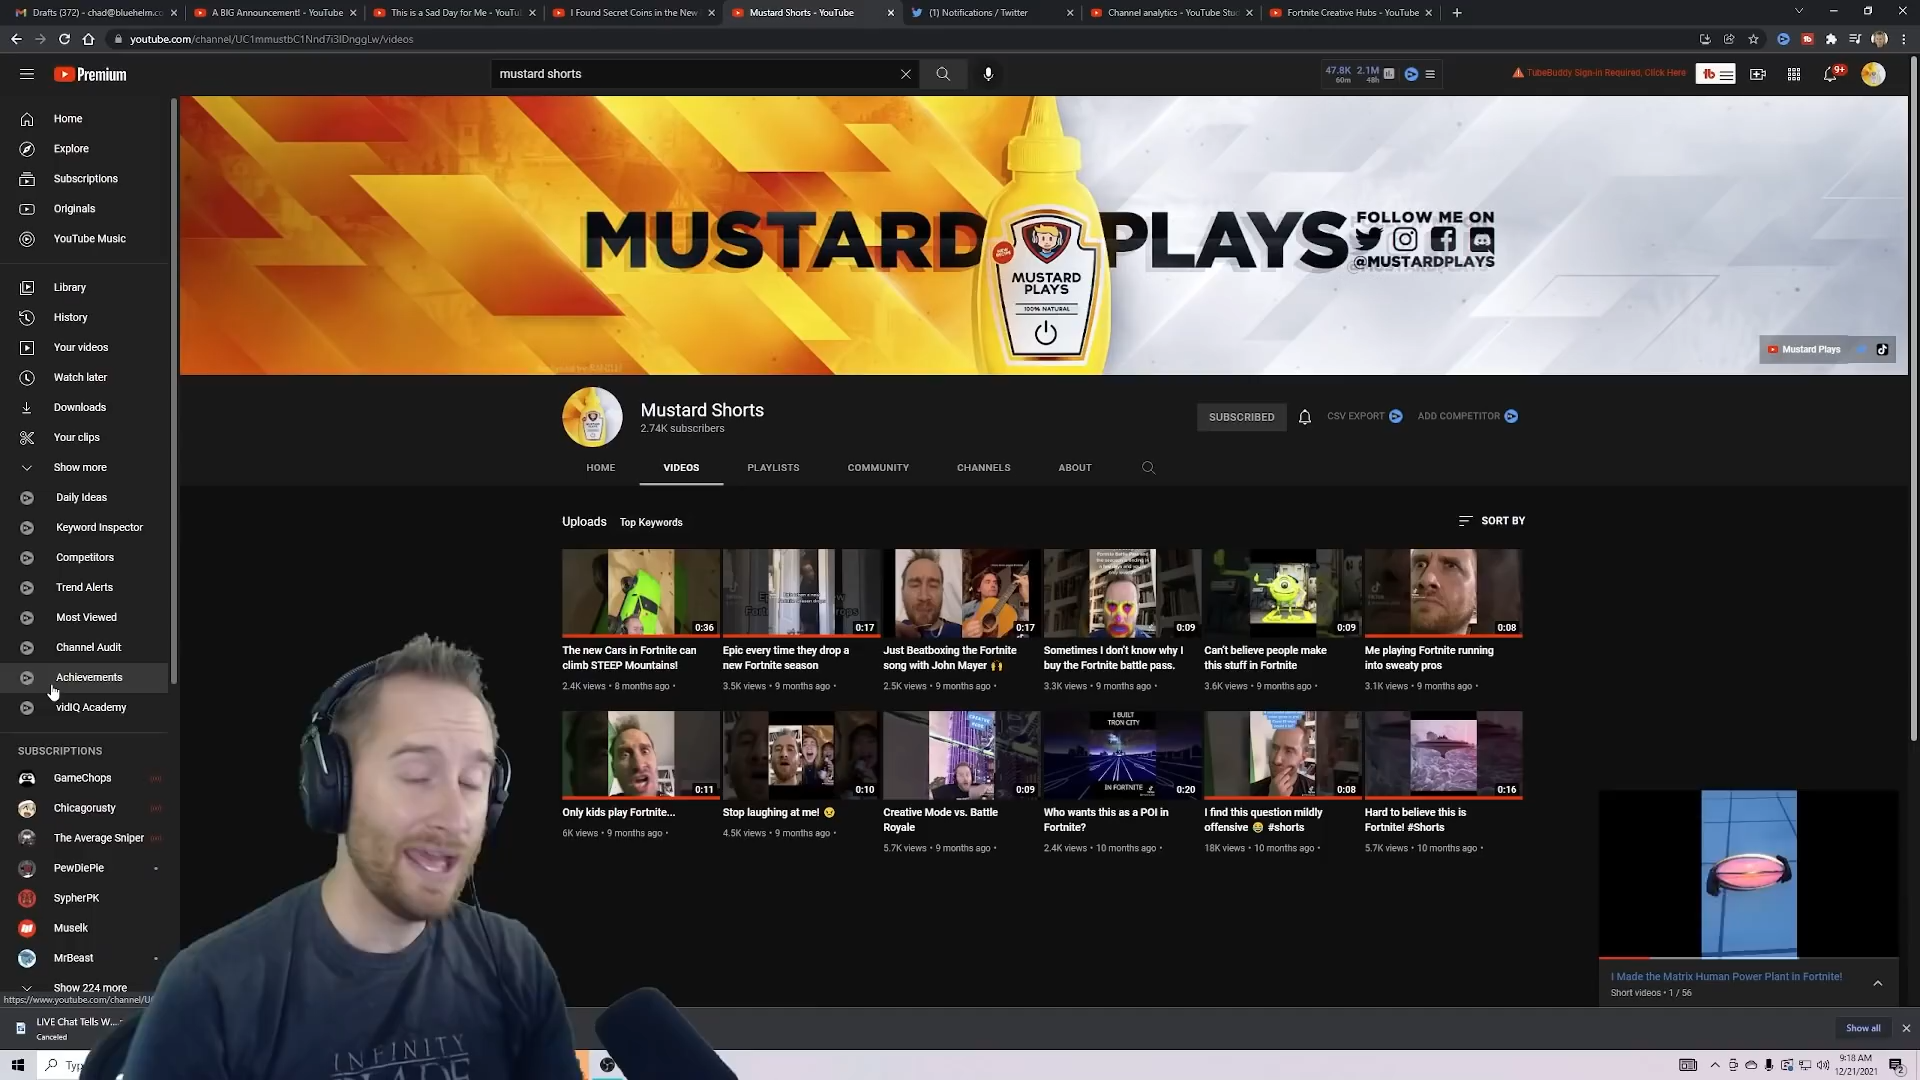 Drafts (372) - chad@bluehelm.c
A BIG Announcement! - YouTube
This is a Sad Day for Me - YouTu
I Found Secret Coins in the New
Mustard Shorts - YouTube
(1) Notifications / Twitter
Channel analytics - YouTube Stu
Fortnite Creative Hubs - YouTube
youtube.com/channel/UC1mmustbC1Nnd7i3IDnggLw/videos
Premium
mustard shorts
47.8K 2.1M
60m 48h
TubeBuddy Sign-in Required, Click Here
tb
9+
Home
Explore
Subscriptions
Originals
YouTube Music
Library
History
Your videos
Watch later
Downloads
Your clips
Show more
Daily Ideas
Keyword Inspector
Competitors
Trend Alerts
Most Viewed
Channel Audit
Achievements
vidIQ Academy
SUBSCRIPTIONS
GameChops
Chicagorusty
The Average Sniper
PewDiePie
SypherPK
Muselk
MrBeast
Show 224 more
MUSTARD PLAYS
MUSTARD
PLAYS
100% NATURAL
FOLLOW ME ON
@MUSTARDPLAYS
Mustard Plays
Mustard Shorts
2.74K subscribers
SUBSCRIBED
CSV EXPORT
ADD COMPETITOR
HOME
VIDEOS
PLAYLISTS
COMMUNITY
CHANNELS
ABOUT
Uploads
Top Keywords
SORT BY
0:36
0:17
0:17
0:09
0:09
0:08
The new Cars in Fortnite can
climb STEEP Mountains!
2.4K views • 8 months ago •
Epic every time they drop a
new Fortnite season
3.5K views • 9 months ago •
Just Beatboxing the Fortnite
song with John Mayer 🙌
2.5K views • 9 months ago •
Sometimes I don't know why I
buy the Fortnite battle pass.
3.3K views • 9 months ago •
Can't believe people make
this stuff in Fortnite
3.6K views • 9 months ago •
Me playing Fortnite running
into sweaty pros
3.1K views • 9 months ago •
I BUILT
TRON CITY
IN FORTNITE
0:11
0:10
0:09
0:20
0:08
0:16
Only kids play Fortnite...
6K views • 9 months ago •
Stop laughing at me! 😉
4.5K views • 9 months ago •
Creative Mode vs. Battle
Royale
5.7K views • 9 months ago •
Who wants this as a POI in
Fortnite?
2.4K views • 10 months ago •
I find this question mildly
offensive 😂 #shorts
18K views • 10 months ago •
Hard to believe this is
Fortnite! #Shorts
5.7K views • 10 months ago •
I Made the Matrix Human Power Plant in Fortnite!
Short videos • 1 / 56
https://www.youtube.com/channel/U
LIVE Chat Tells W....
Canceled
Show all
INFINITY
Typ
9:18 AM
12/21/2021
2